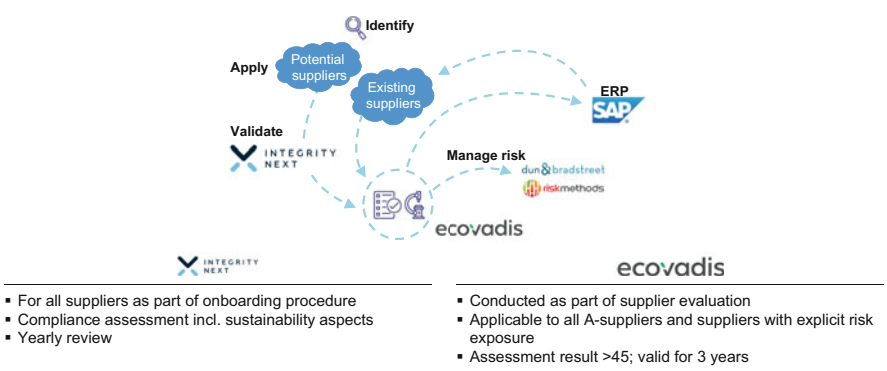 Identify
Apply
Potential
suppliers
Existing
suppliers
ERP
SAP
Validate
INTEGRITY
NEXT
Manage risk
dun & bradstreet
riskmethods
ecovadis
INTEGRITY
NEXT
ecovadis
▪ For all suppliers as part of onboarding procedure
▪ Compliance assessment incl. sustainability aspects
▪ Yearly review
▪ Conducted as part of supplier evaluation
▪ Applicable to all A-suppliers and suppliers with explicit risk
exposure
▪ Assessment result >45; valid for 3 years